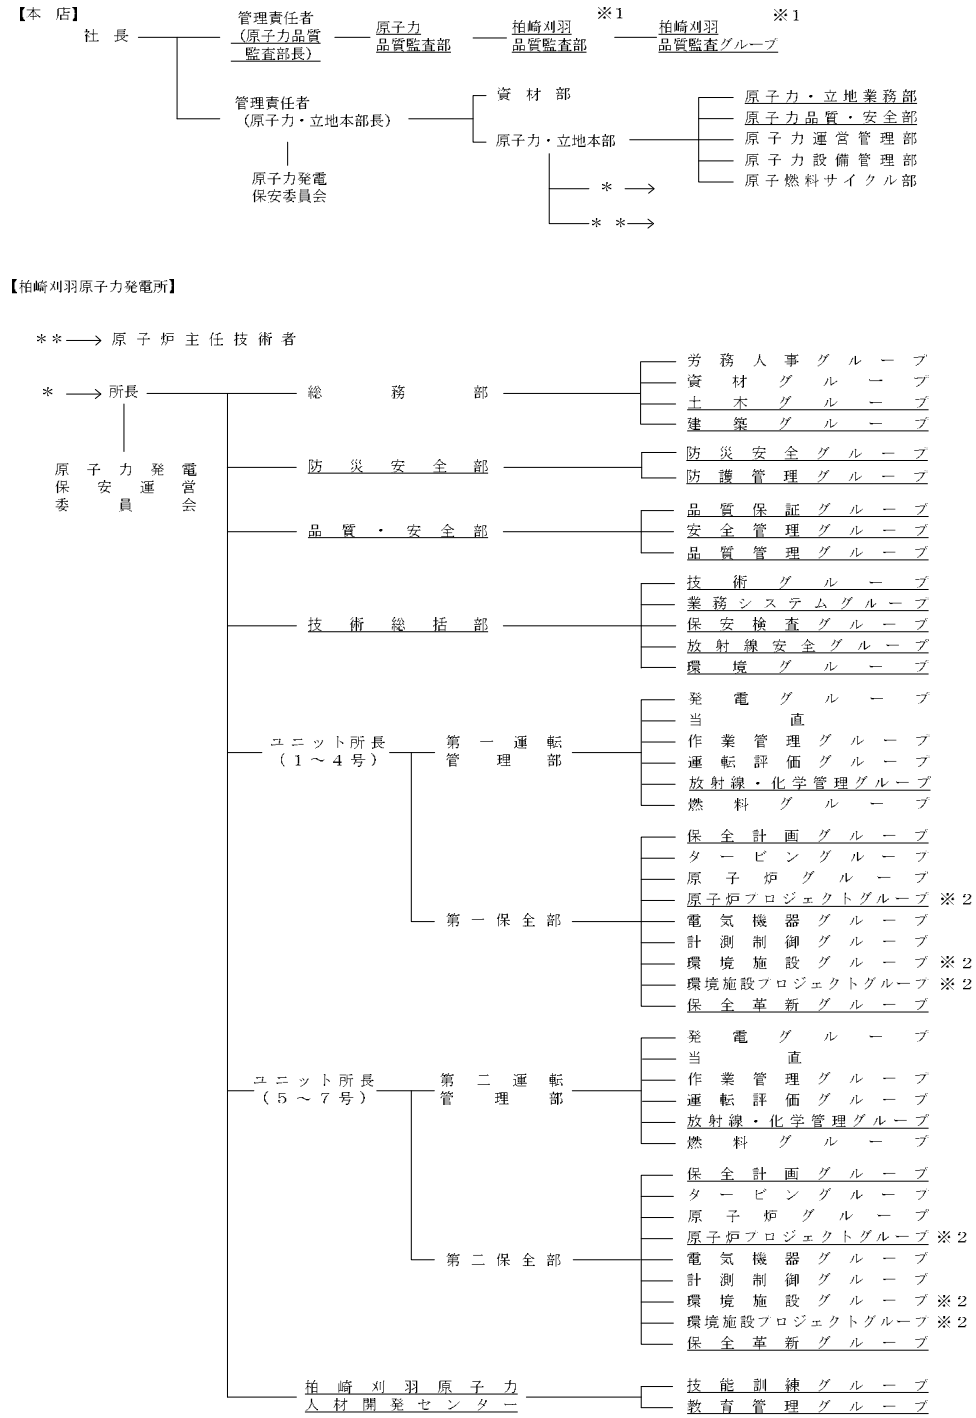 【本 店】
社 長
管理責任者
(原子力品質
監査部長)
原子力
品質監査部
※1
柏崎刈羽
品質監査部
※1
柏崎刈羽
品質監査グループ
管理責任者
(原子力・立地本部長)
原子力発電
保安委員会
資 材 部
原子力・立地本部
原子力・立地業務部
原子力品質・安全部
原子力運営管理部
原子力設備管理部
原子燃料サイクル部
*
* *
【柏崎刈羽原子力発電所】
**→原子炉主任技術者
*→所長
原子力発電
保安運営
委員会
総務部
労務人事グループ
資材グループ
土木グループ
建築グループ
防災安全部
防災安全グループ
防護管理グループ
品質・安全部
品質保証グループ
安全管理グループ
品質管理グループ
技術総括部
技術グループ
業務システムグループ
保安検査グループ
放射線安全グループ
環境グループ
ユニット所長
(1~4号)
第一運転
管理部
発電グループ
当直
作業管理グループ
運転評価グループ
放射線・化学管理グループ
燃料グループ
第一保全部
保全計画グループ
タービングループ
原子炉グループ
原子炉プロジェクトグループ ※2
電気機器グループ
計測制御グループ
環境施設グループ ※2
環境施設プロジェクトグループ ※2
保全革新グループ
ユニット所長
(5~7号)
第二運転
管理部
発電グループ
当直
作業管理グループ
運転評価グループ
放射線・化学管理グループ
燃料グループ
第二保全部
保全計画グループ
タービングループ
原子炉グループ
原子炉プロジェクトグループ ※2
電気機器グループ
計測制御グループ
環境施設グループ ※2
環境施設プロジェクトグループ ※2
保全革新グループ
柏崎刈羽原子力
人材開発センター
技能訓練グループ
教育管理グループ